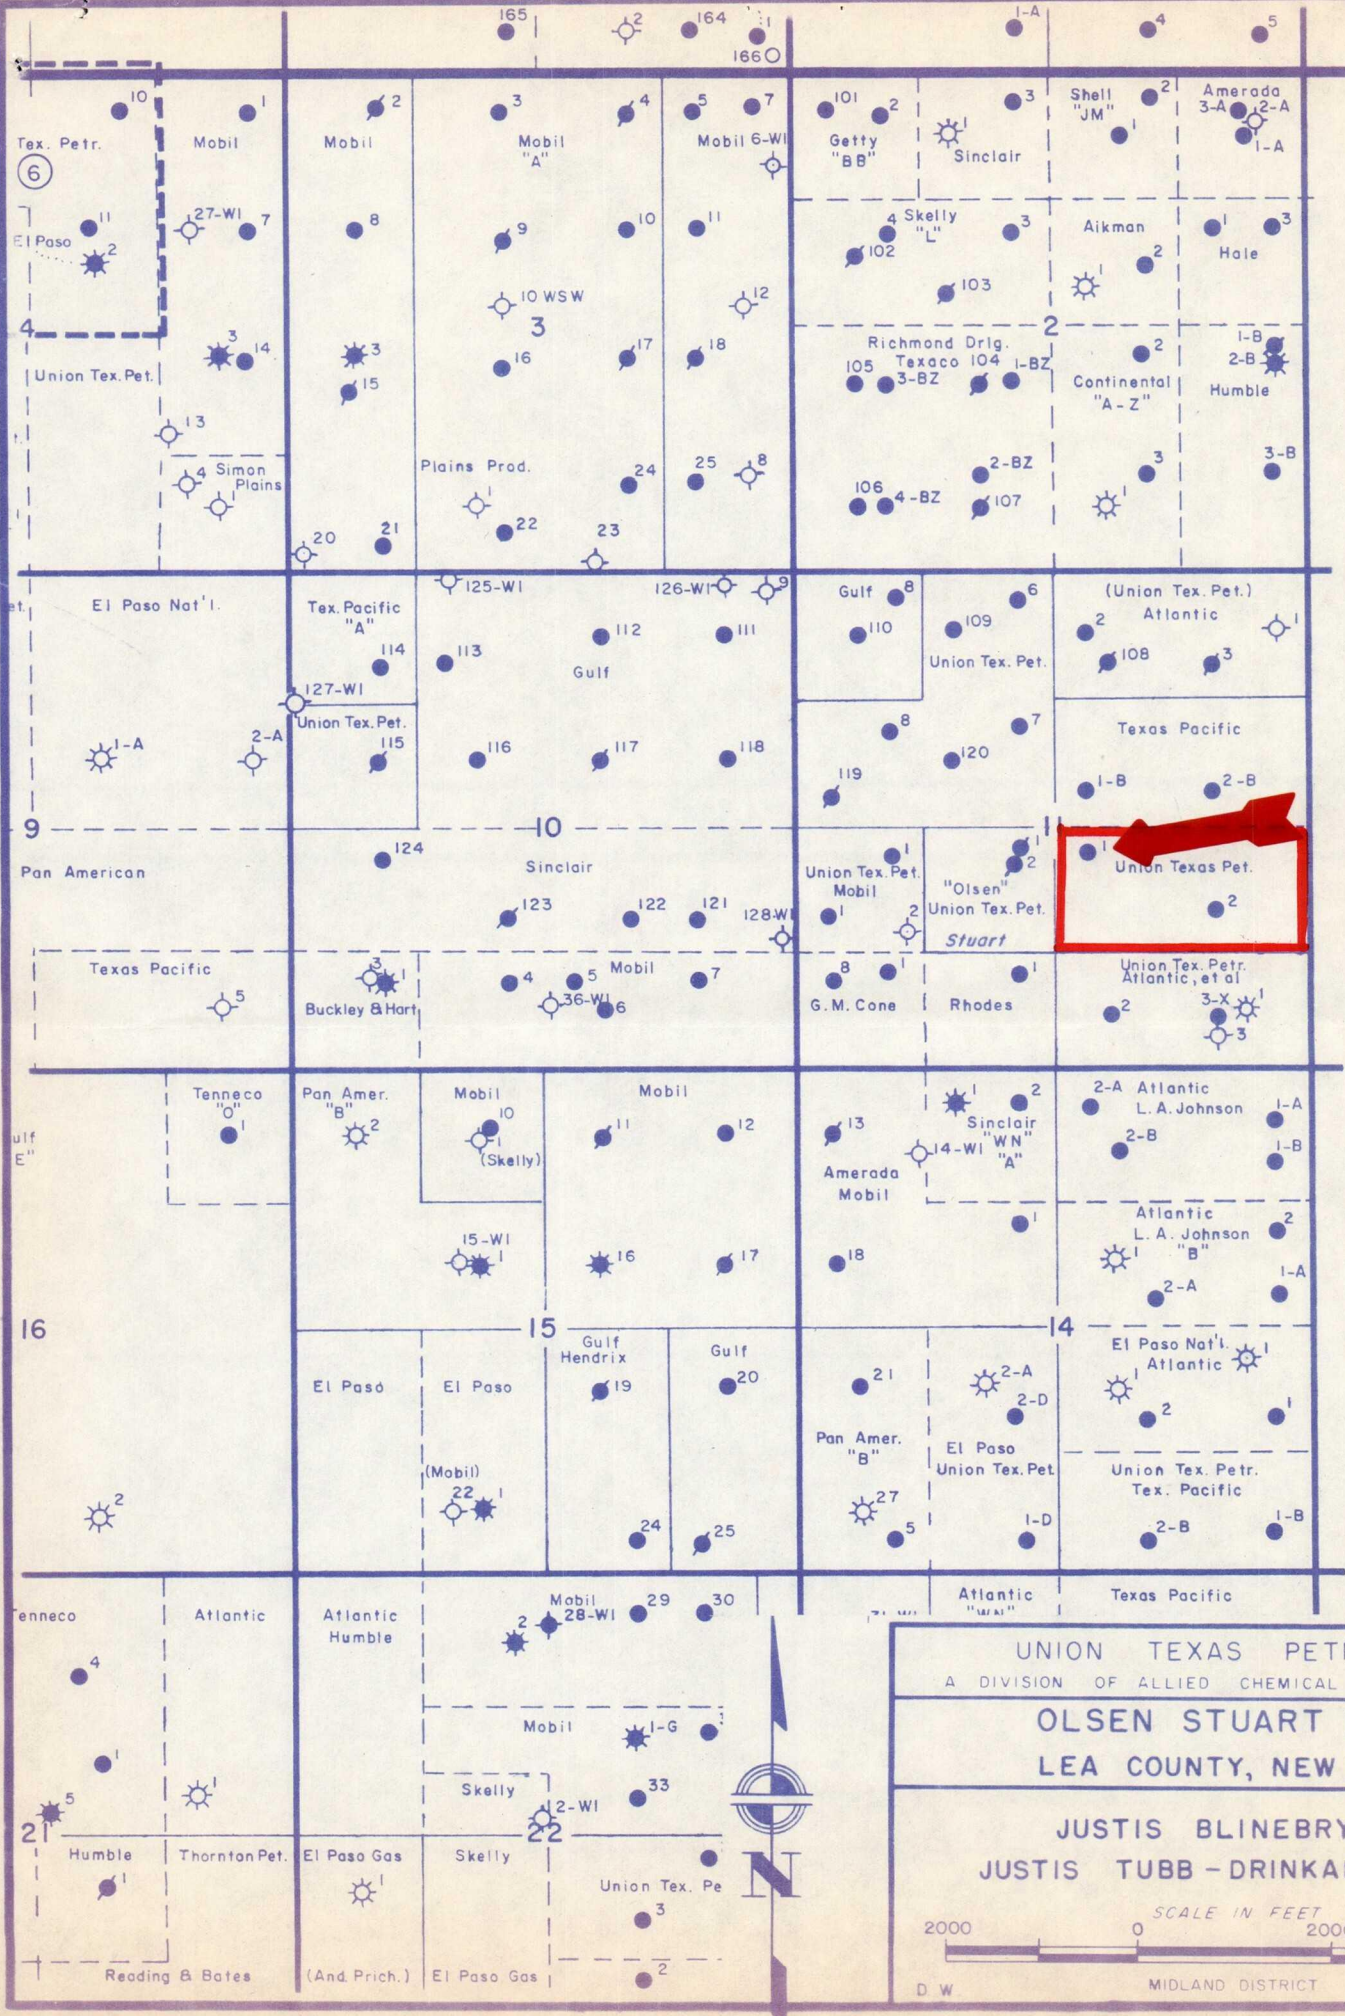 165
2
164
1
166
1-A
4
5
10
1
2
3
4
5
7
101
2
3
Shell
"JM"
2
1
Amerada
3-A
2-A
1-A
Tex. Petr.
6
Mobil
Mobil
Mobil
"A"
Mobil 6-WI
Getty
"BB"
1
Sinclair
11
El Paso
2
27-WI
7
8
9
10
11
4
Skelly
"L"
3
102
103
Aikman
1
2
1
3
Hale
10 WSW
12
4
3
2
Union Tex. Pet.
3
14
3
15
16
17
18
Richmond Drlg.
Texaco
105
3-BZ
104
1-BZ
2
Continental
"A-Z"
1-B
2-B
Humble
13
4
Simon
Plains
1
Plains Prod.
1
24
25
8
2-BZ
106
4-BZ
107
3
1
3-B
20
21
22
23
El Paso Nat'l.
Tex. Pacific
"A"
114
125-WI
126-WI
9
112
111
113
Gulf
Gulf
8
110
6
109
Union Tex. Pet.
(Union Tex. Pet.)
Atlantic
2
1
108
3
127-WI
Union Tex. Pet.
1-A
2-A
115
116
117
118
8
7
120
119
Texas Pacific
1-B
2-B
9
10
Pan American
124
Sinclair
123
122
121
128-WI
1
Union Tex. Pet.
Mobil
1
2
1
2
"Olsen"
Union Tex. Pet.
Stuart
1
Union Texas Pet.
2
Texas Pacific
5
3
1
Buckley & Hart
4
5
Mobil
7
36-WI
6
8
1
G.M. Cone
1
Rhodes
Union Tex. Petr.
Atlantic, et al
2
3-X
1
3
Tenneco
"O"
1
Pan Amer.
"B"
2
Mobil
10
1
(Skelly)
Mobil
11
12
13
Amerada
Mobil
14-WI
1
2
Sinclair
"WN"
"A"
2-A
Atlantic
L. A. Johnson
1-A
2-B
1-B
15-WI
1
16
17
18
1
Atlantic
L. A. Johnson
"B"
2
1
2-A
1-A
16
15
14
El Paso
El Paso
Gulf
Hendrix
19
Gulf
20
21
2-A
2-D
El Paso Nat'l.
Atlantic
1
1
2
1
Pan Amer.
"B"
El Paso
Union Tex. Pet.
Union Tex. Petr.
Tex. Pacific
2
(Mobil)
22
1
24
25
27
5
1-D
2-B
1-B
Tenneco
Atlantic
Atlantic
Humble
Mobil
28-WI
2
29
30
Atlantic
"WN"
Texas Pacific
4
1
5
Mobil
1-G
Skelly
2-WI
33
21
22
Humble
1
Thornton Pet.
El Paso Gas
1
Skelly
Union Tex. Pe
3
2
Reading & Bates
(And. Prich.)
El Paso Gas
N
UNION TEXAS PET
A DIVISION OF ALLIED CHEMICAL
OLSEN STUART
LEA COUNTY, NEW
JUSTIS BLINEBRY
JUSTIS TUBB-DRINKA
SCALE IN FEET
2000
0
200
D W
MIDLAND DISTRICT